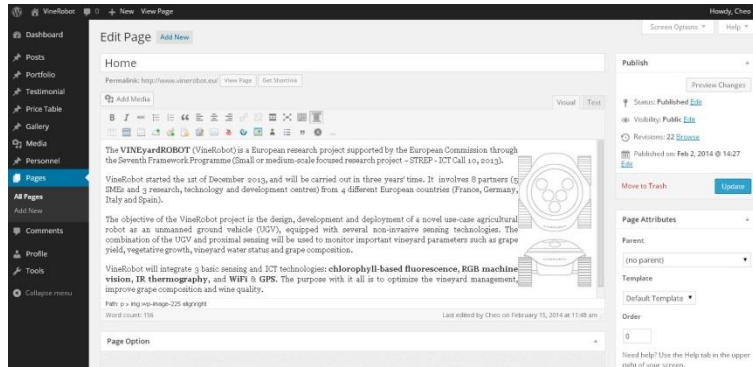 VineRobot 0 + New View Page
Howdy, Cheo
Screen Options Help
Dashboard
Posts
Portfolio
Testimonial
Price Table
Gallery
Media
Personnel
Pages
All Pages
Add New
Comments
Profile
Tools
Collapse menu
Edit Page Add New
Home
Permalink: http://www.vinerobot.eu/ View Page Get Shortlink
Add Media
Visual Text
The VINEyardROBOT (VineRobot) is a European research project supported by the European Commission through
the Seventh Framework Programme (Small or medium-scale focused research project - STREP - ICT Call 10, 2013).
VineRobot started the 1st of December 2013, and will be carried out in three years' time. It involves 8 partners (5
SMEs and 3 research, technology and development centres) from 4 different European countries (France, Germany,
Italy and Spain).
The objective of the VineRobot project is the design, development and deployment of a novel use-case agricultural
robot as an unmanned ground vehicle (UGV), equipped with several non-invasive sensing technologies. The
combination of the UGV and proximal sensing will be used to monitor important vineyard parameters such as grape
yield, vegetative growth, vineyard water status and grape composition.
VineRobot will integrate 3 basic sensing and ICT technologies: chlorophyll-based fluorescence, RGB machine
vision, IR thermography, and WiFi & GPS. The purpose with it all is to optimize the vineyard management,
improve grape composition and wine quality.
Path: p » img.wp-image-225 alignright
Word count: 156
Last edited by Cheo on February 15, 2014 at 11:48 am
Page Option
Publish
Preview Changes
Status: Published Edit
Visibility: Public Edit
Revisions: 22 Browse
Published on: Feb 2, 2014 @ 14:27
Edit
Move to Trash Update
Page Attributes
Parent
(no parent)
Template
Default Template
Order
0
Need help? Use the Help tab in the upper
right of your screen.